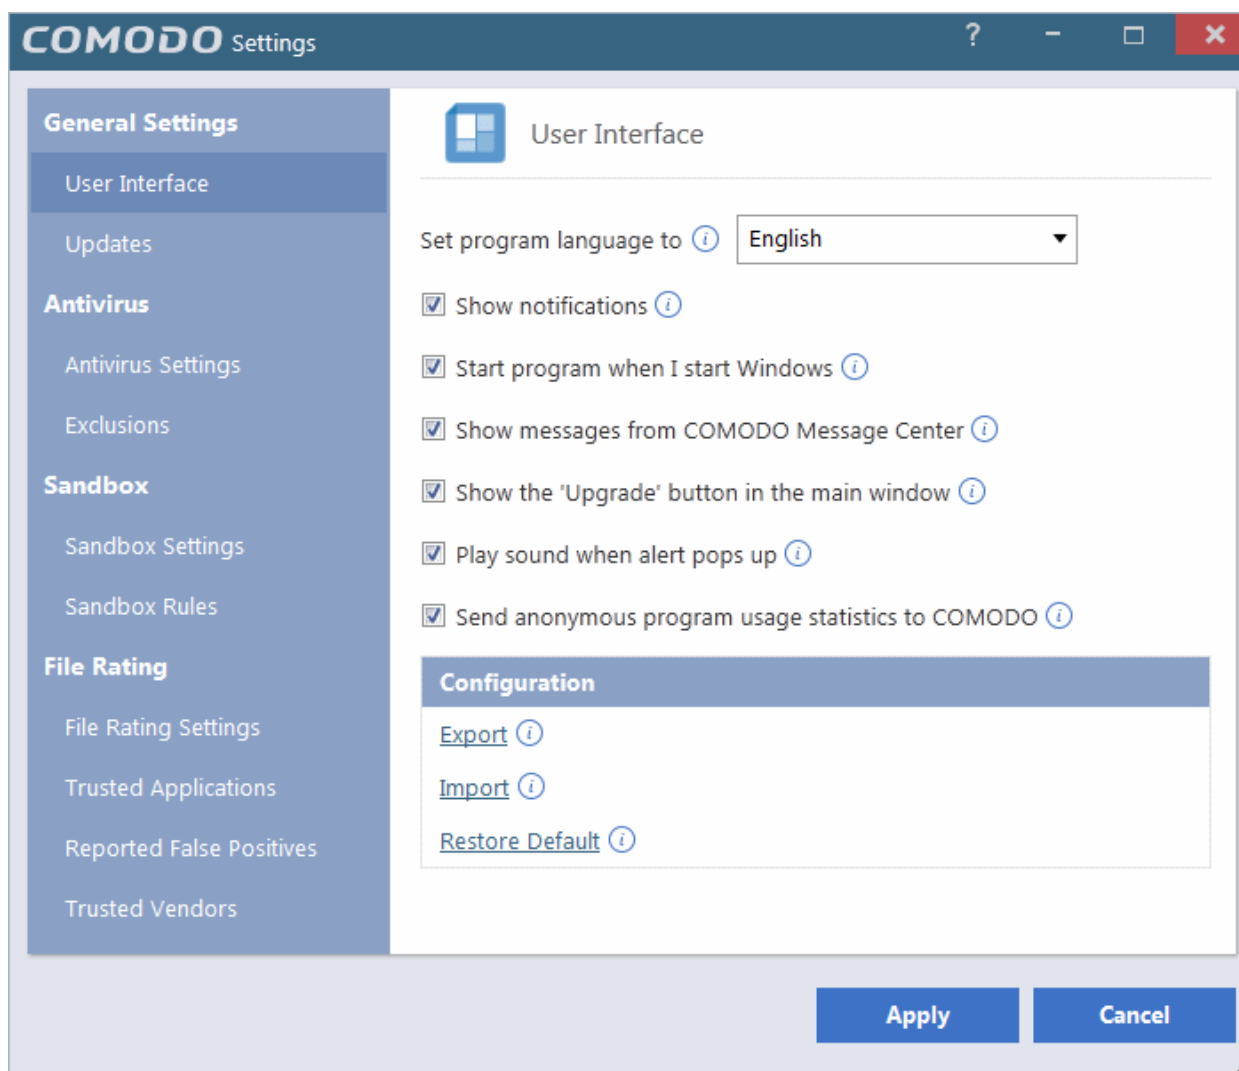 COMODO Settings
?
General Settings
User Interface
Updates
Antivirus
Antivirus Settings
Exclusions
Sandbox
Sandbox Settings
Sandbox Rules
File Rating
File Rating Settings
Trusted Applications
Reported False Positives
Trusted Vendors
User Interface
Set program language to i English
Show notifications i
Start program when I start Windows i
Show messages from COMODO Message Center i
Show the 'Upgrade' button in the main window i
Play sound when alert pops up i
Send anonymous program usage statistics to COMODO i
Configuration
Export i
Import i
Restore Default i
Apply Cancel